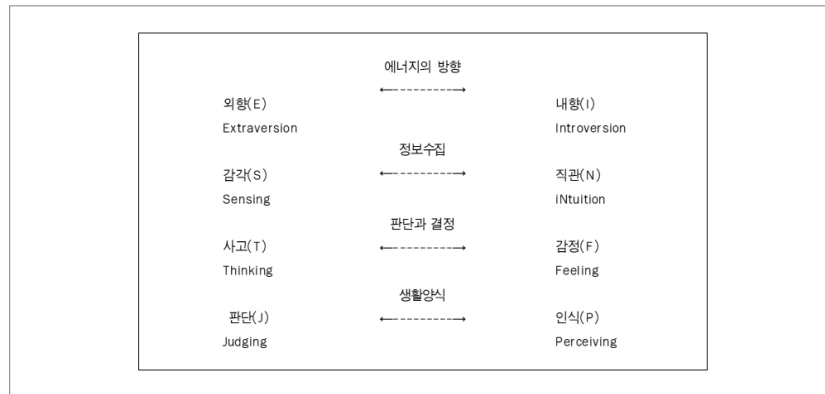 에너지의 방향
←---------→
외향(E) 내향(I)
Extraversion Introversion
정보수집
감각(S) ←---------→ 직관(N)
Sensing iNtuition
판단과 결정
사고(T) ←---------→ 감정(F)
Thinking Feeling
생활양식
판단(J) ←---------→ 인식(P)
Judging Perceiving